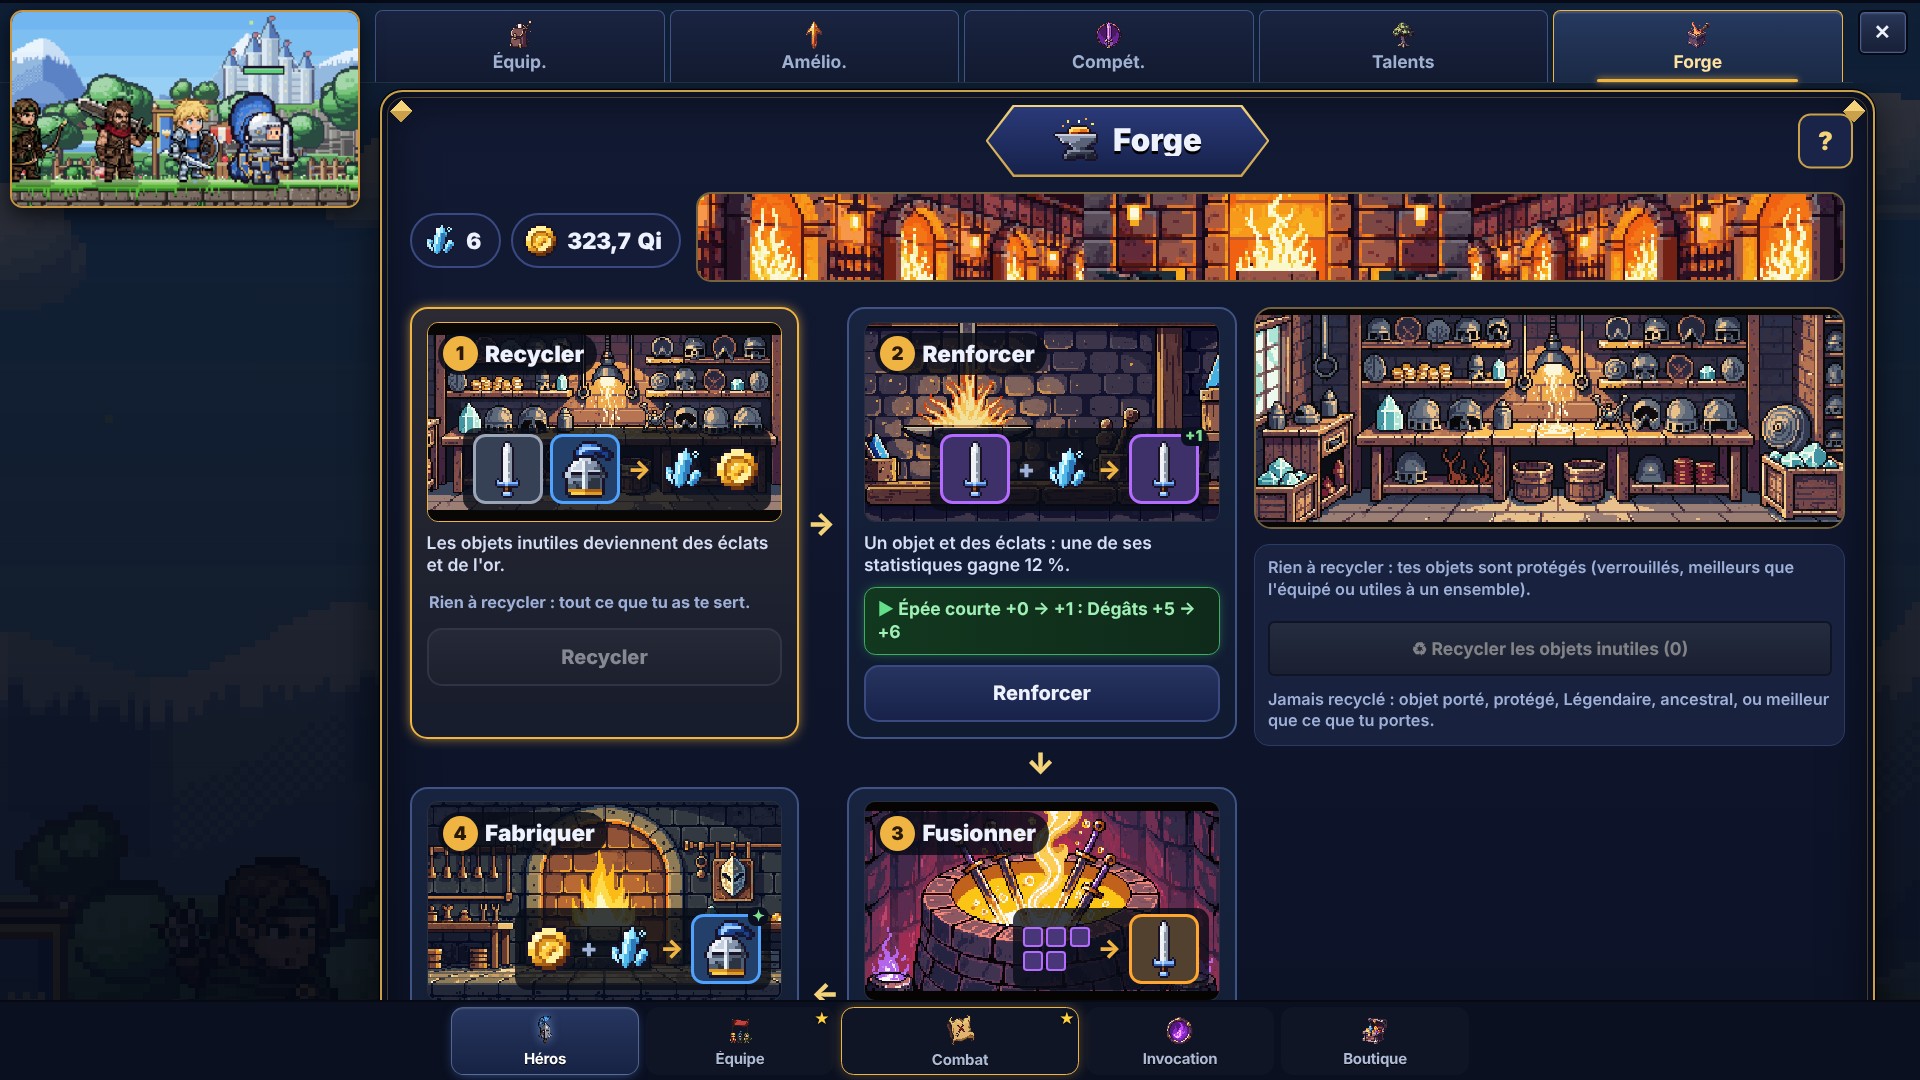 Équip.
Amélio.
Compét.
Talents
Forge
✕
Forge
?
6
323,7 Qi
1 Recycler
Les objets inutiles deviennent des éclats
et de l'or.
Rien à recycler : tout ce que tu as te sert.
Recycler
2 Renforcer
+1
Un objet et des éclats : une de ses
statistiques gagne 12 %.
▶ Épée courte +0 → +1 : Dégâts +5 →
+6
Renforcer
Rien à recycler : tes objets sont protégés (verrouillés, meilleurs que
l'équipé ou utiles à un ensemble).
♻ Recycler les objets inutiles (0)
Jamais recyclé : objet porté, protégé, Légendaire, ancestral, ou meilleur
que ce que tu portes.
4 Fabriquer
3 Fusionner
Héros
Équipe
Combat
Invocation
Boutique